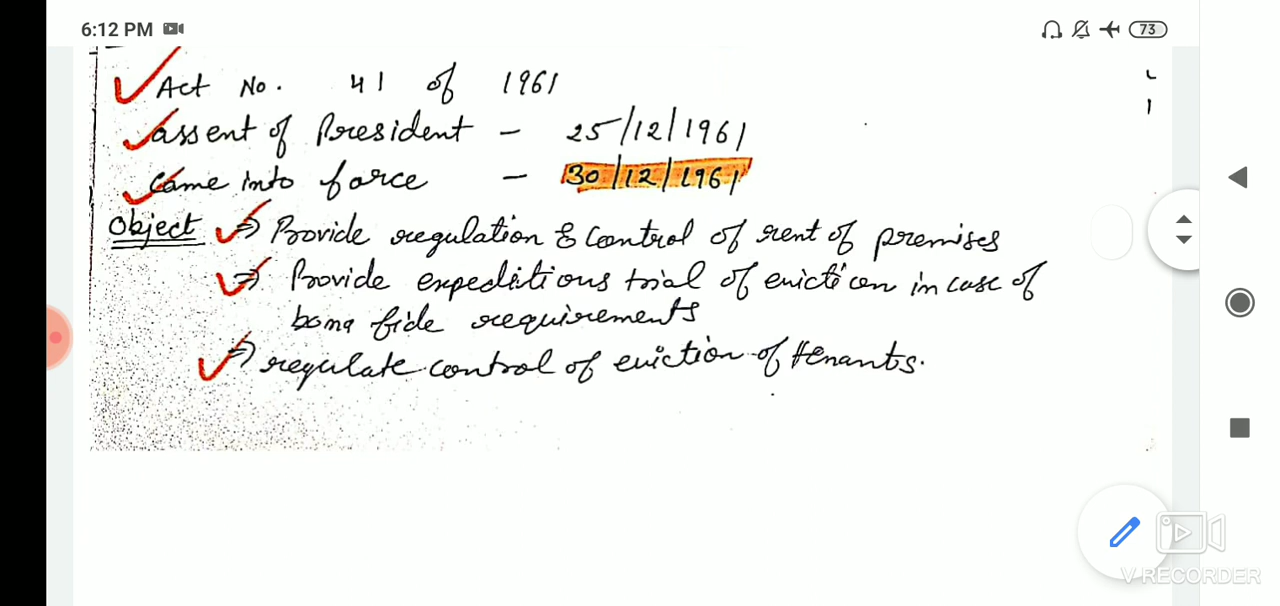 6:12 PM
73
Act No. 41 of 1961
assent of President - 25/12/1961
Came into force - 30/12/1961
Object ⇒ Provide regulation & Control of rent of premises
⇒ Provide expeditious trial of eviction in case of
bona fide requirements
⇒ regulate control of eviction of tenants.
V RECORDER